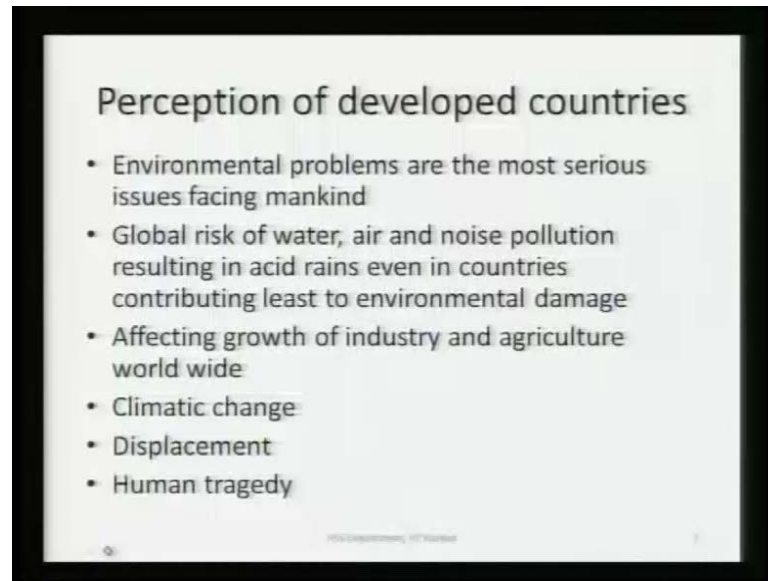 Perception of developed countries
• Environmental problems are the most serious
issues facing mankind
• Global risk of water, air and noise pollution
resulting in acid rains even in countries
contributing least to environmental damage
• Affecting growth of industry and agriculture
world wide
• Climatic change
• Displacement
• Human tragedy